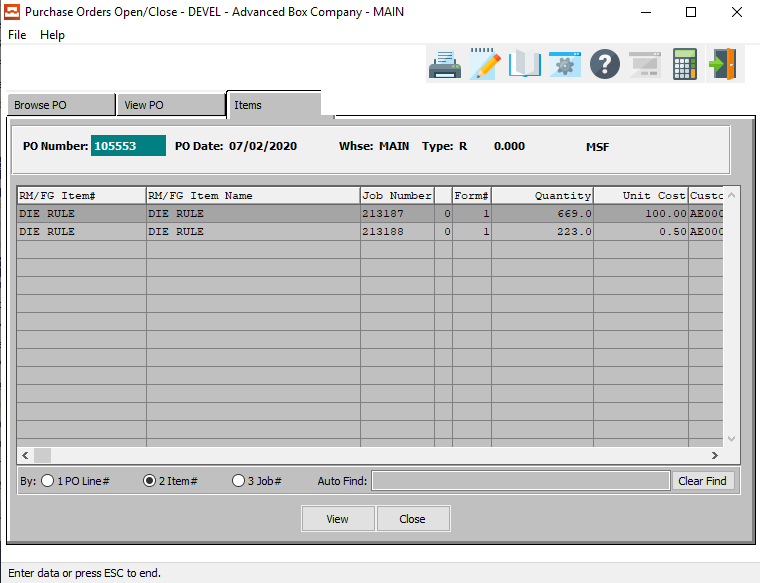 Purchase Orders Open/Close - DEVEL - Advanced Box Company - MAIN
File Help
Browse PO View PO Items
PO Number: 105553 PO Date: 07/02/2020 Whse: MAIN Type: R 0.000 MSF
RM/FG Item# RM/FG Item Name Job Number Form# Quantity Unit Cost Custo
DIE RULE DIE RULE 213187 0 1 669.0 100.00 AE000
DIE RULE DIE RULE 213188 0 1 223.0 0.50 AE000
By: 1 PO Line# 2 Item# 3 Job# Auto Find: Clear Find
View Close
Enter data or press ESC to end.